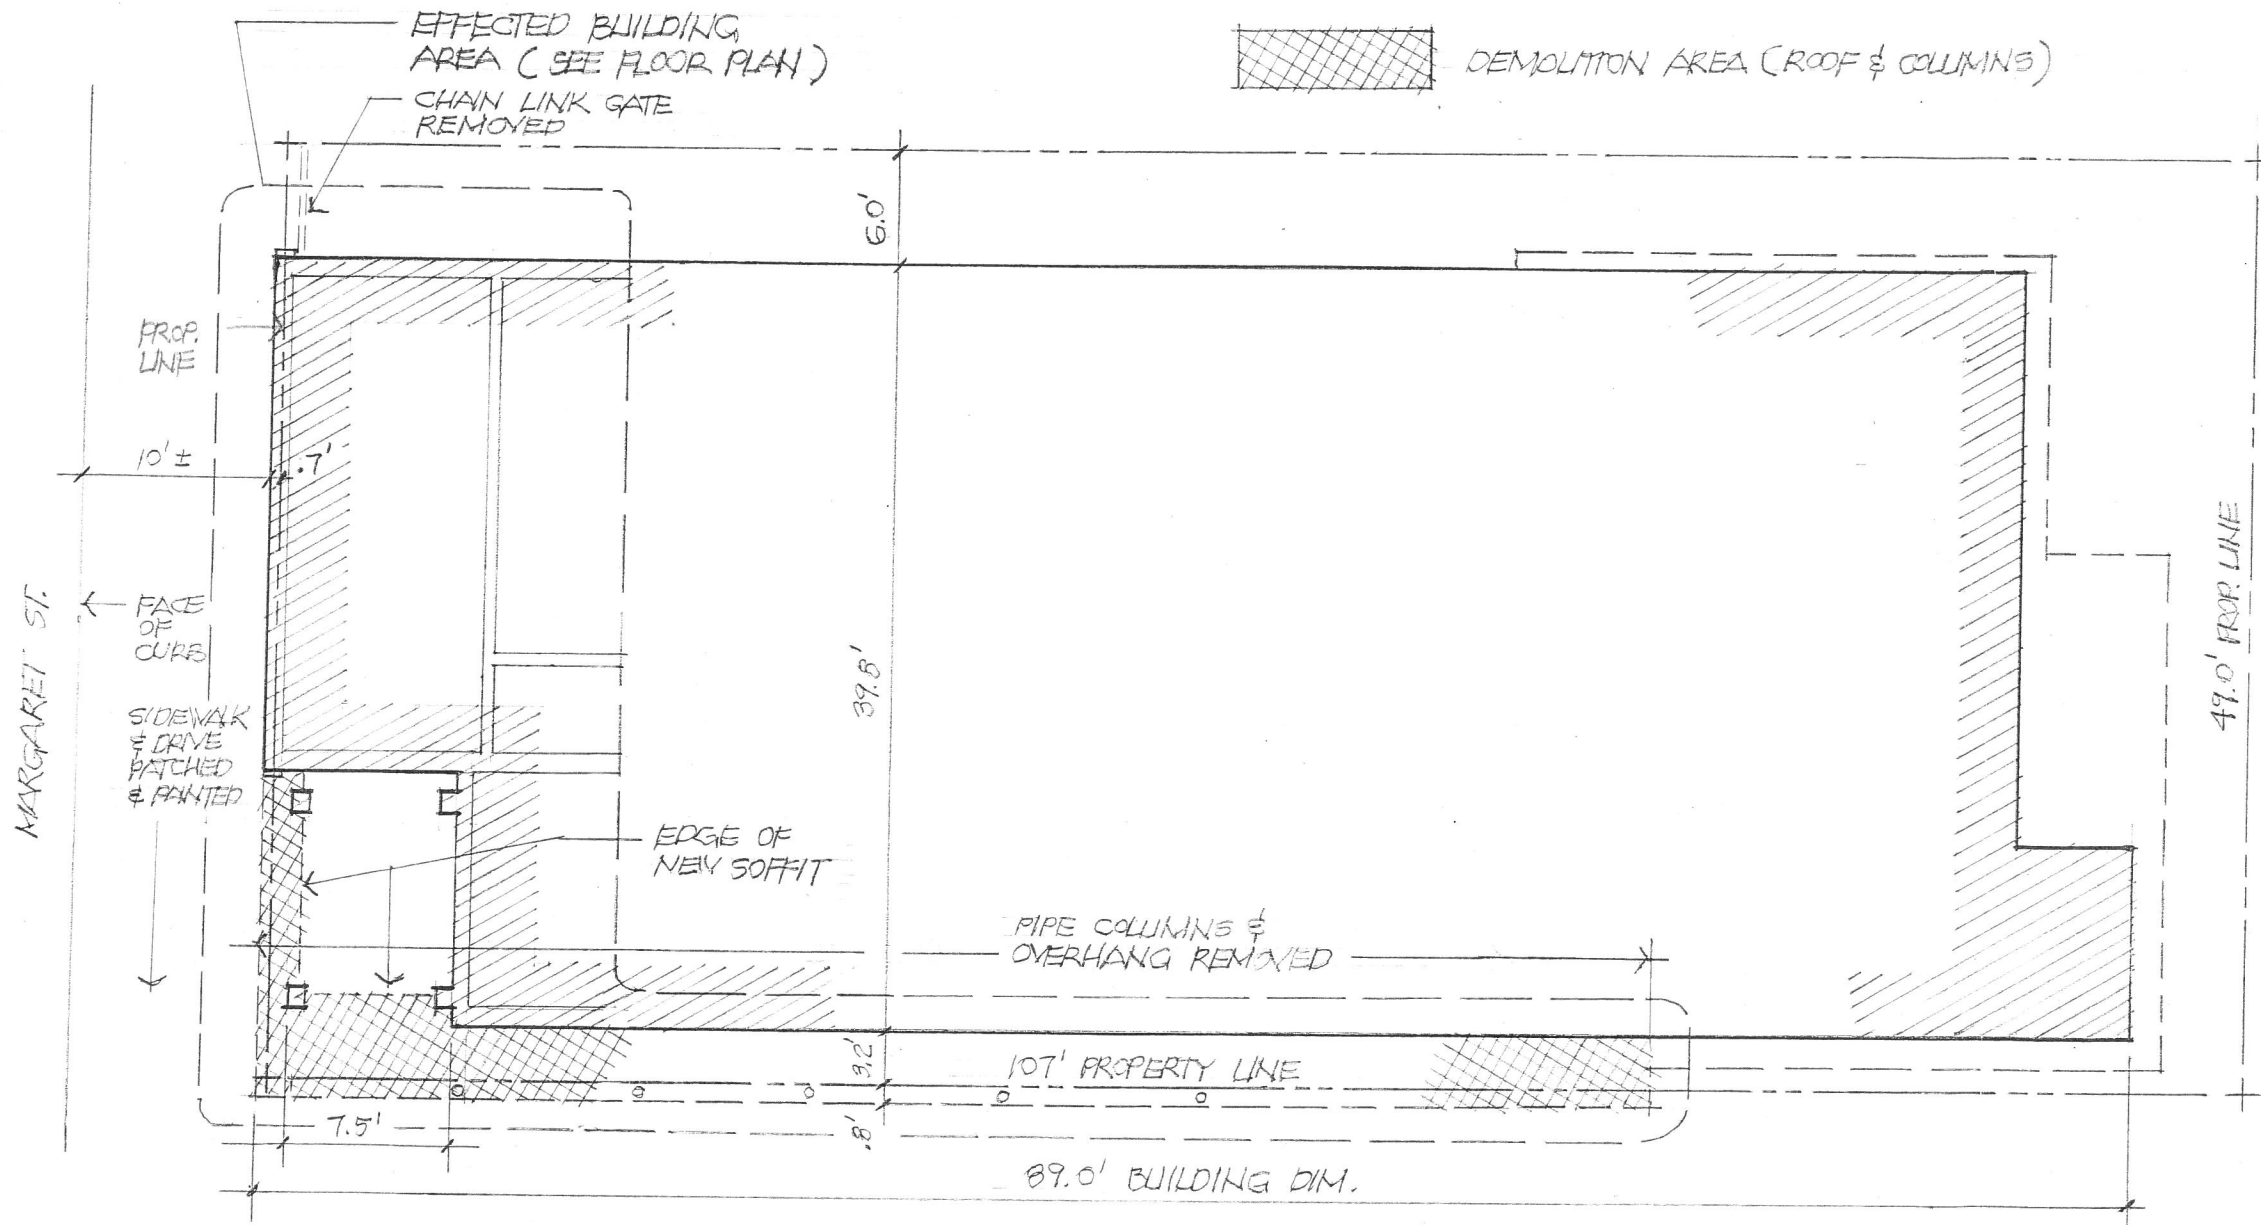 EFFECTED BUILDING
AREA (SEE FLOOR PLAN)
CHAIN LINK GATE
REMOVED
DEMOLITION AREA (ROOF & COLUMNS)
6.0'
PROP.
LINE
10' ±
.7'
FACE
OF
CURB
MARGARET ST.
SIDEWALK
& DRIVE
PATCHED
& PAINTED
39.8'
49.0' PROP. LINE
EDGE OF
NEW SOFFIT
PIPE COLUMNS &
OVERHANG REMOVED
3.2'
107' PROPERTY LINE
7.5'
.8'
89.0' BUILDING DIM.